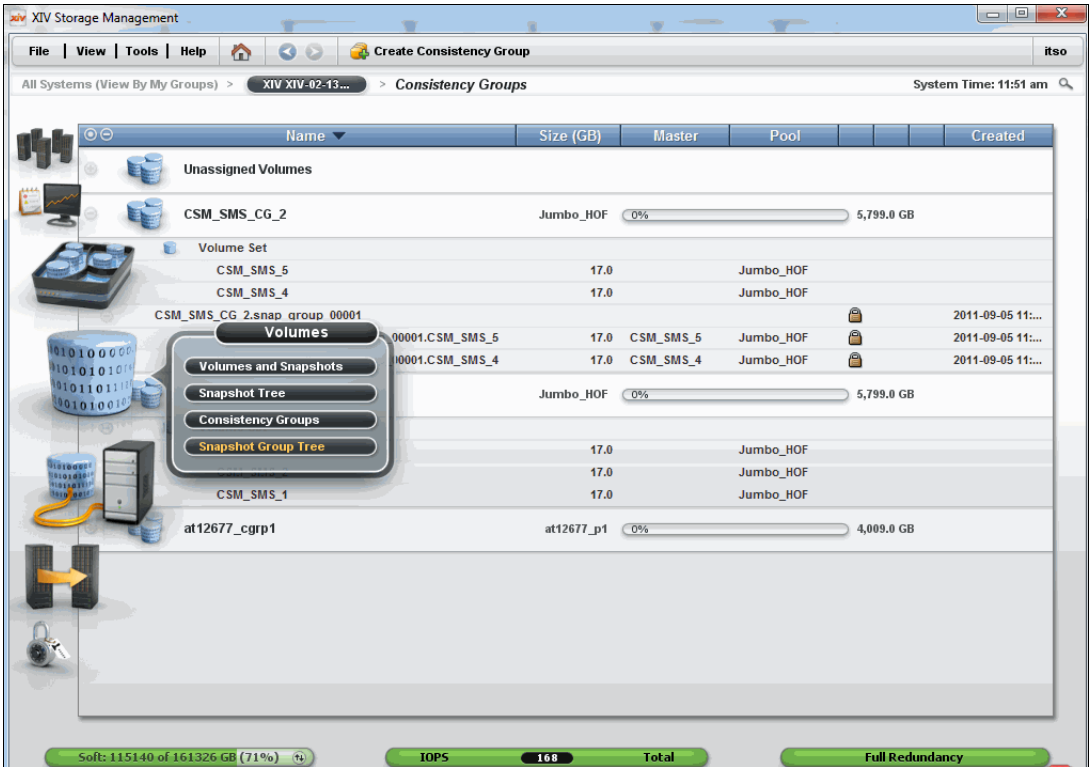 XIV Storage Management
File View Tools Help Create Consistency Group itso
All Systems (View By My Groups) > XIV XIV-02-13... > Consistency Groups System Time: 11:51 am
Name Size (GB) Master Pool Created
Unassigned Volumes
CSM_SMS_CG_2 Jumbo_HOF 0% 5,799.0 GB
Volume Set
CSM_SMS_5 17.0 Jumbo_HOF
CSM_SMS_4 17.0 Jumbo_HOF
CSM_SMS_CG_2.snap_group_00001 2011-09-05 11:...
Volumes
00001.CSM_SMS_5 17.0 CSM_SMS_5 Jumbo_HOF 2011-09-05 11:...
00001.CSM_SMS_4 17.0 CSM_SMS_4 Jumbo_HOF 2011-09-05 11:...
Volumes and Snapshots
Snapshot Tree
Jumbo_HOF 0% 5,799.0 GB
Consistency Groups
Snapshot Group Tree
17.0 Jumbo_HOF
17.0 Jumbo_HOF
CSM_SMS_1 17.0 Jumbo_HOF
at12677_cgrp1 at12677_p1 0% 4,009.0 GB
Soft: 115140 of 161326 GB (71%) IOPS 168 Total Full Redundancy